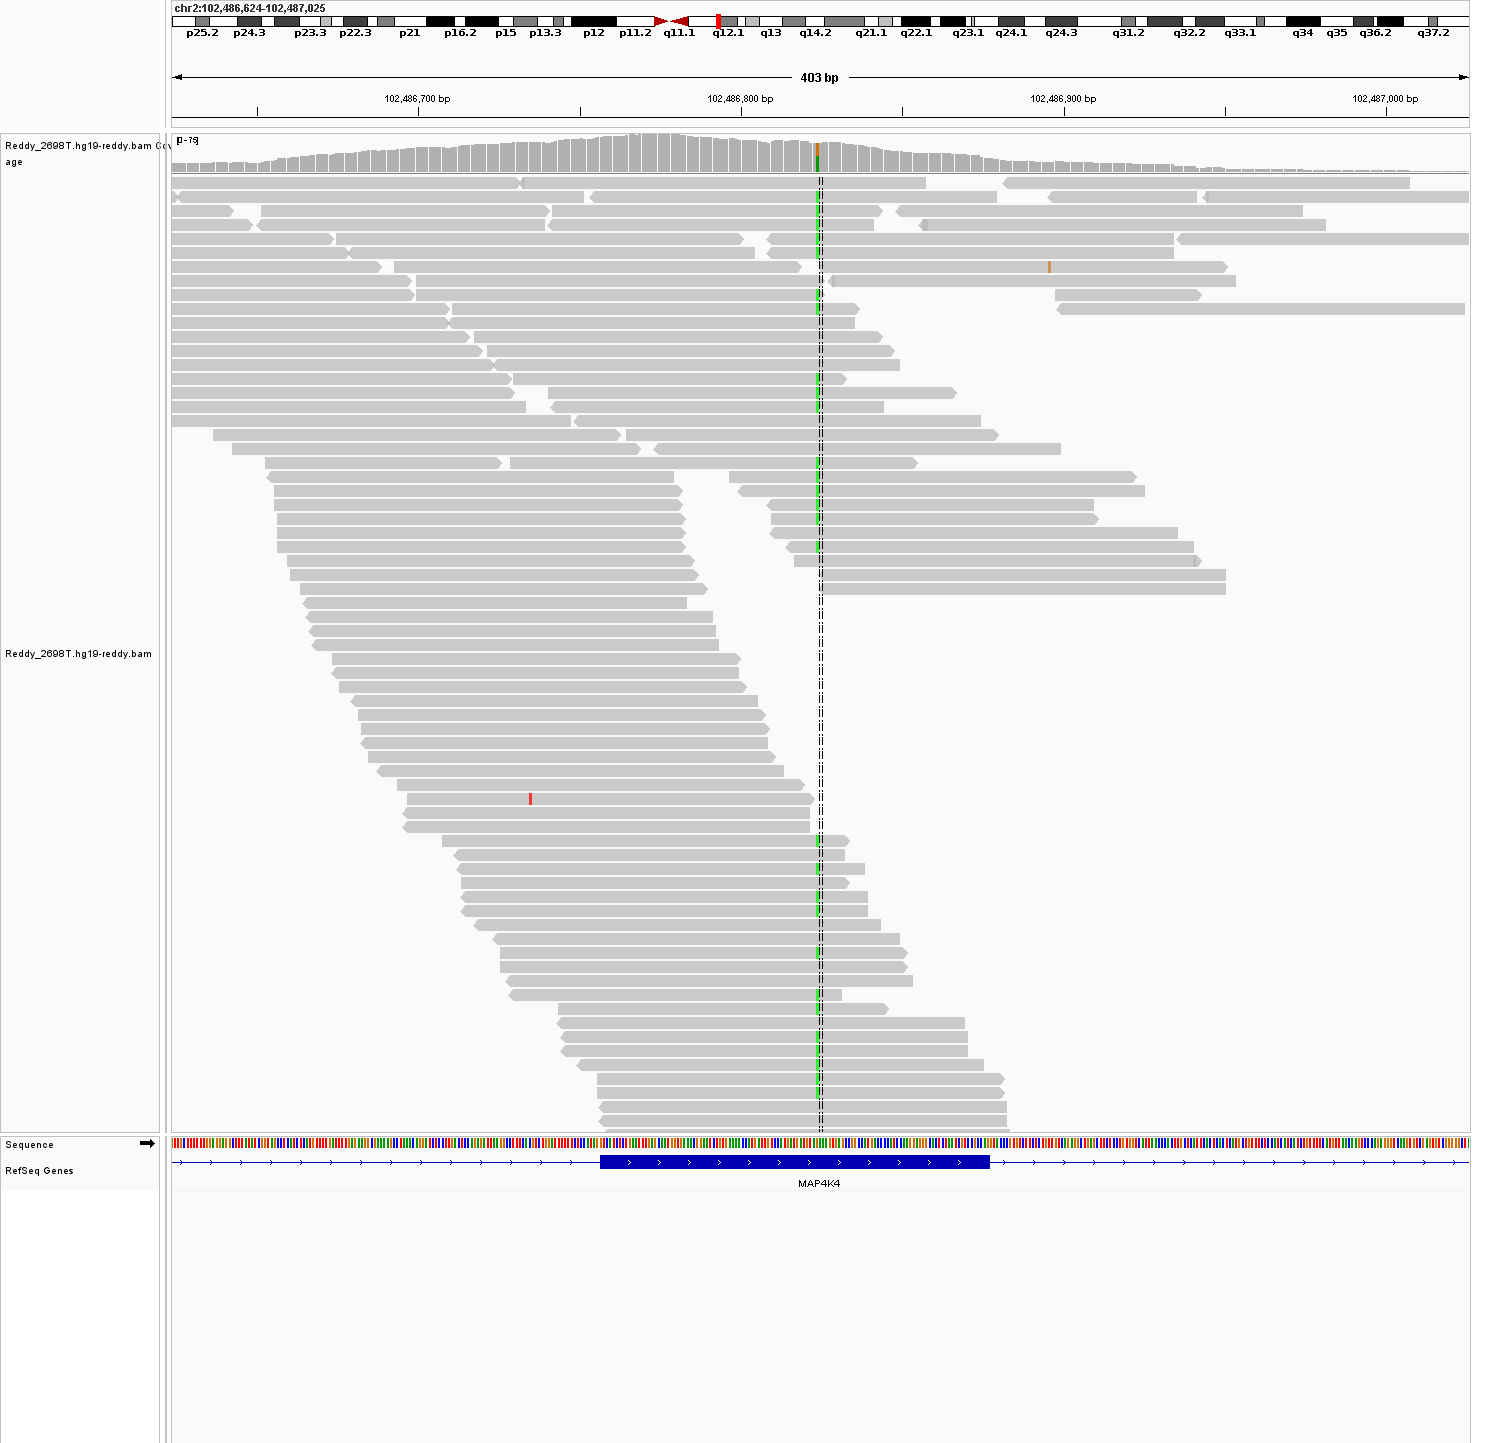 chr2:102,486,624-102,487,025
p25.2 p24.3 p23.3 p22.3 p21 p16.2 p15 p13.3 p12 p11.2 q11.1 q12.1 q13 q14.2 q21.1 q22.1 q23.1 q24.1 q24.3 q31.2 q32.2 q33.1 q34 q35 q36.2 q37.2
403 bp
102,486,700 bp 102,486,800 bp 102,486,900 bp 102,487,000 bp
[0-79]
Reddy_2698T.hg19-reddy.bam Cov
age
Reddy_2698T.hg19-reddy.bam
Sequence
RefSeq Genes
MAP4K4